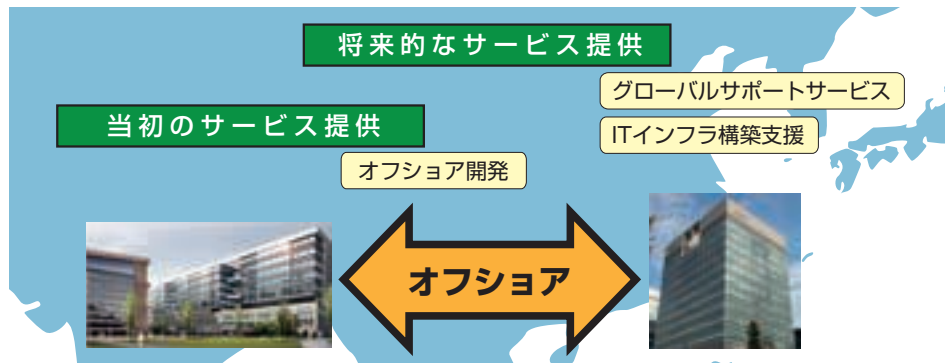 将来的なサービス提供
グローバルサポートサービス
当初のサービス提供
ITインフラ構築支援
オフショア開発
オフショア